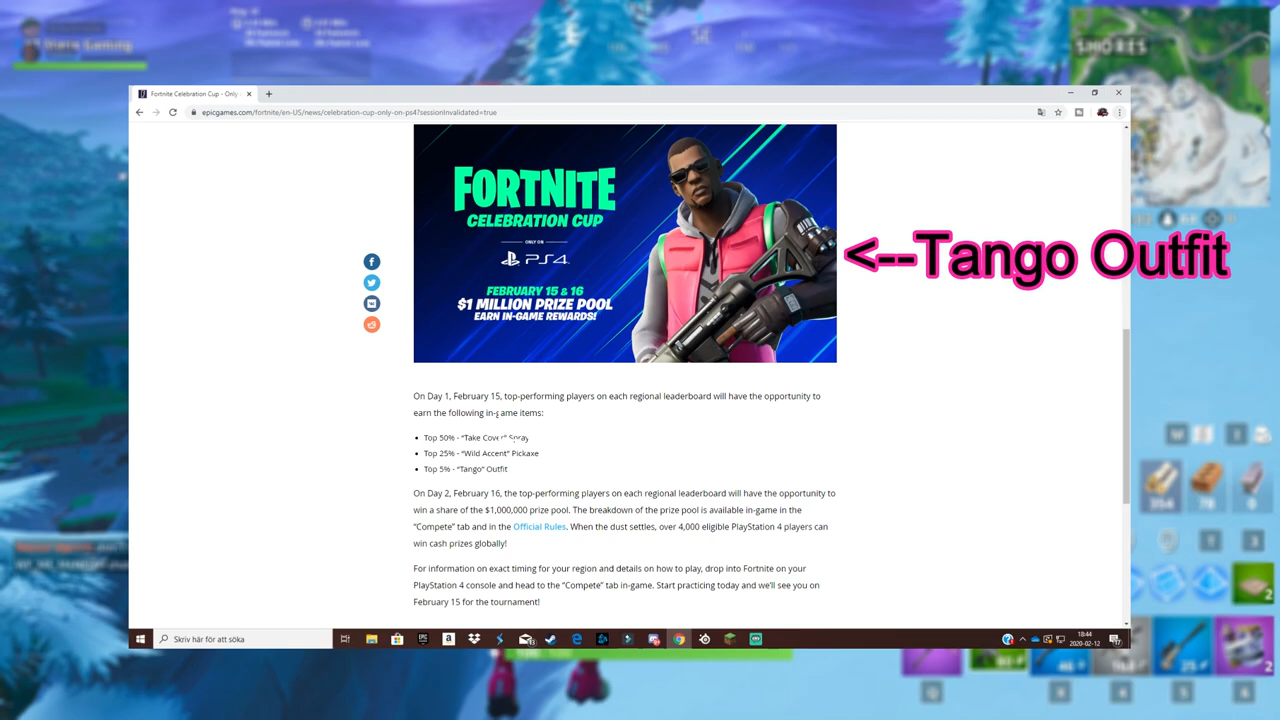 SHIORES
Fortnite Celebration Cup - Only
epicgames.com/fortnite/en-US/news/celebration-cup-only-on-ps4?sessionInvalidated=true
FORTNITE
CELEBRATION CUP
ONLY ON
PS4
FEBRUARY 15 & 16
$1 MILLION PRIZE POOL
EARN IN-GAME REWARDS!
<--Tango Outfit
On Day 1, February 15, top-performing players on each regional leaderboard will have the opportunity to
earn the following in-game items:
• Top 50% - “Take Cover” Spray
• Top 25% - “Wild Accent” Pickaxe
• Top 5% - “Tango” Outfit
On Day 2, February 16, the top-performing players on each regional leaderboard will have the opportunity to
win a share of the $1,000,000 prize pool. The breakdown of the prize pool is available in-game in the
“Compete” tab and in the Official Rules. When the dust settles, over 4,000 eligible PlayStation 4 players can
win cash prizes globally!
For information on exact timing for your region and details on how to play, drop into Fortnite on your
PlayStation 4 console and head to the “Compete” tab in-game. Start practicing today and we’ll see you on
February 15 for the tournament!
Skriv här för att söka
18:44
2020-02-12